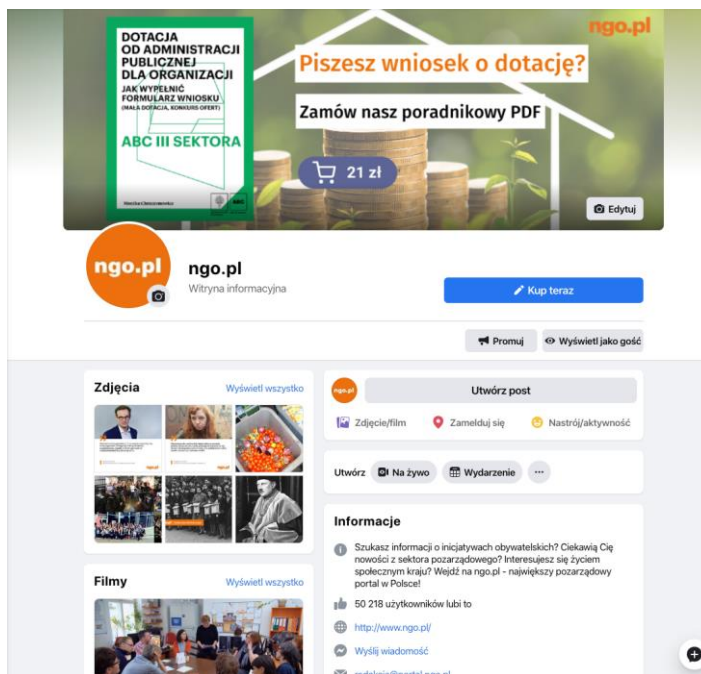 DOTACJA
OD ADMINISTRACJI
PUBLICZNEJ
DLA ORGANIZACJI
JAK WYPEŁNIĆ
FORMULARZ WNIOSKU
(MAŁA DOTACJA, KONKURS OFERT)
ABC III SEKTORA
ngo.pl
Piszesz wniosek o dotację?
Zamów nasz poradnikowy PDF
21 zł
Edytuj
ngo.pl
ngo.pl
Witryna informacyjna
Kup teraz
Promuj
Wyświetl jako gość
Zdjęcia
Wyświetl wszystko
ngo.pl
Utwórz post
Zdjęcie/film
Zamelduj się
Nastrój/aktywność
Utwórz
Na żywo
Wydarzenie
Informacje
Szukasz informacji o inicjatywach obywatelskich? Ciekawią Cię
nowości z sektora pozarządowego? Interesujesz się życiem
społecznym kraju? Wejdź na ngo.pl - największy pozarządowy
portal w Polsce!
50 218 użytkowników lubi to
http://www.ngo.pl/
Wyślij wiadomość
Filmy
Wyświetl wszystko